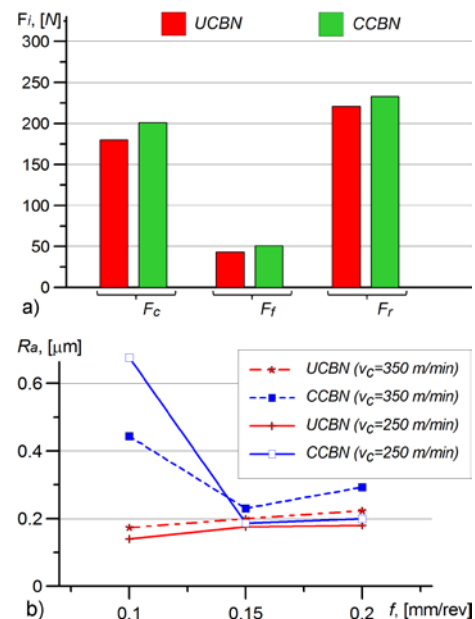 Fi, [N]
UCBN
CCBN
300
250
200
150
100
50
0
a)
Fc
Ff
Fr
Ra, [μm]
0.6
0.4
0.2
0
UCBN (vc=350 m/min)
CCBN (vc=350 m/min)
UCBN (vc=250 m/min)
CCBN (vc=250 m/min)
b)
0.1
0.15
0.2
f, [mm/rev]